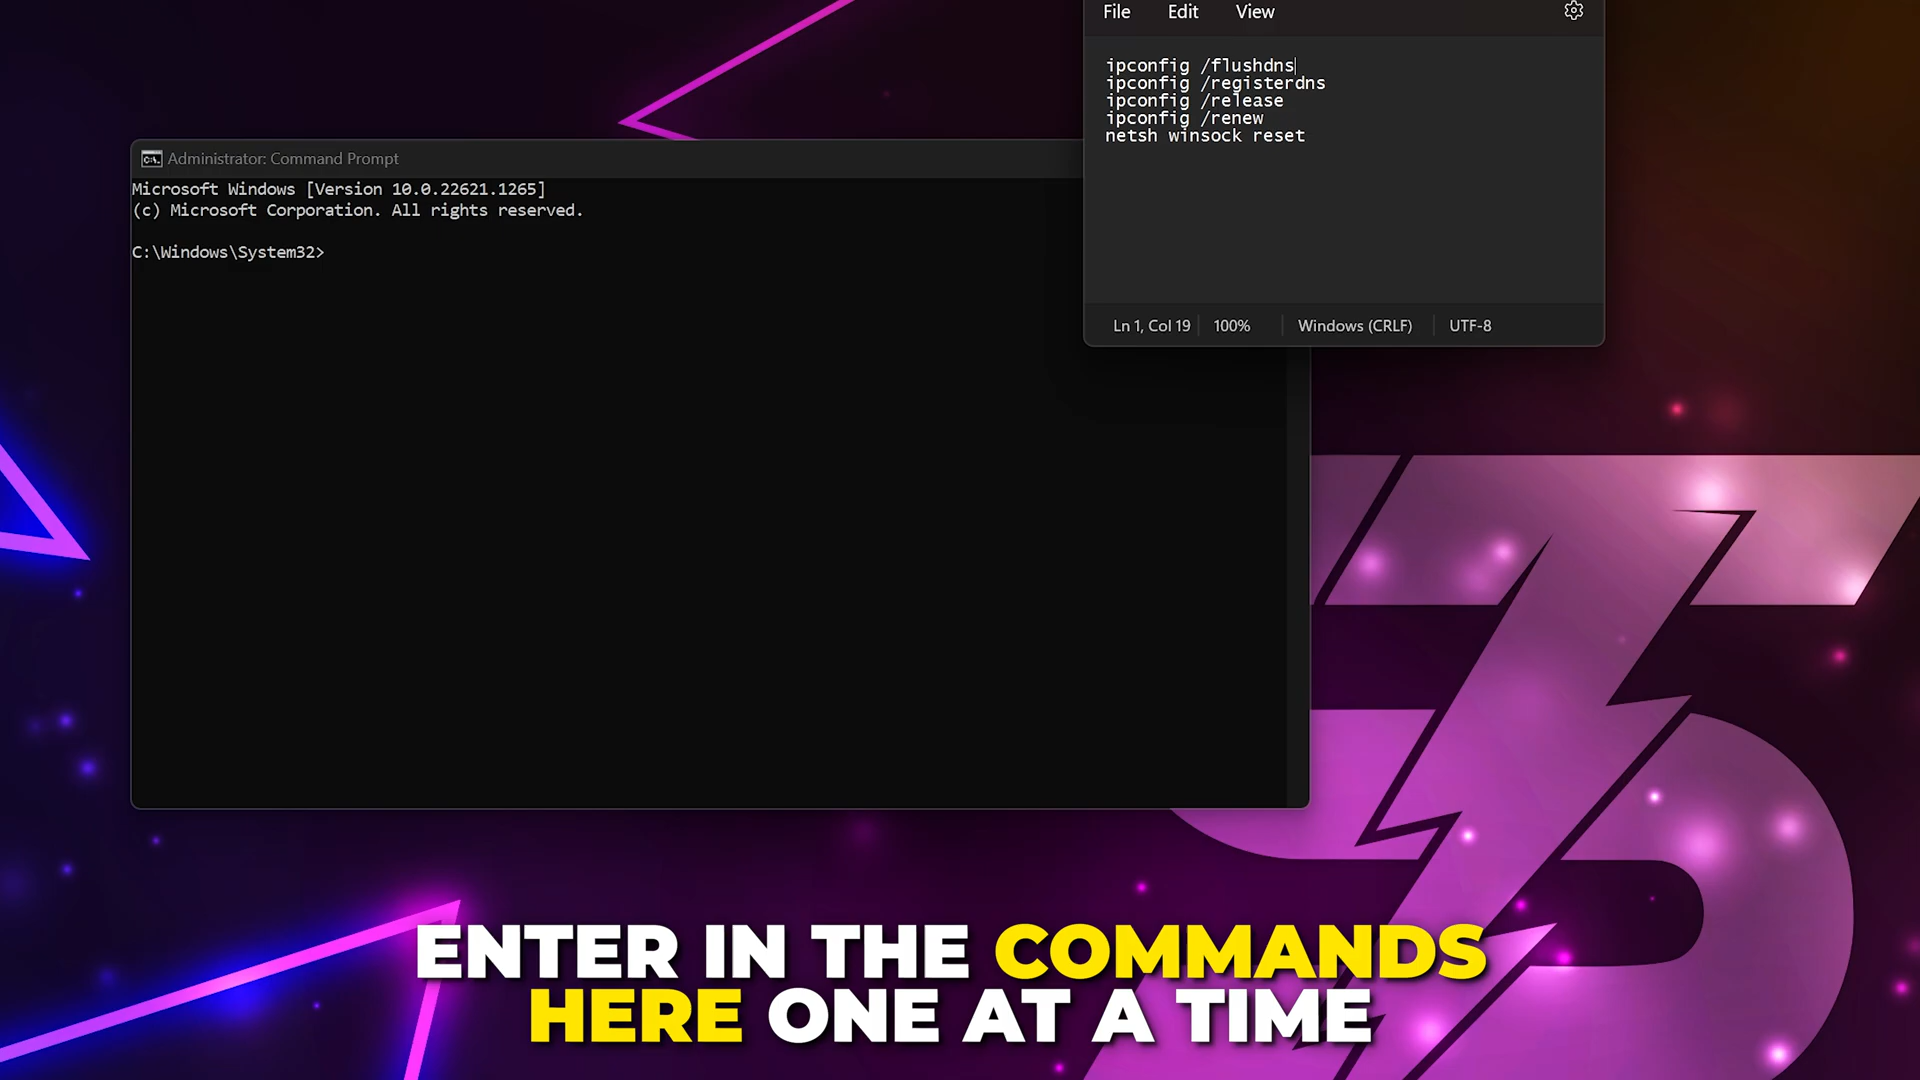 File Edit View
ipconfig /flushdns
ipconfig /registerdns
ipconfig /release
ipconfig /renew
netsh winsock reset
Ln 1, Col 19 100% Windows (CRLF) UTF-8
Administrator: Command Prompt
Microsoft Windows [Version 10.0.22621.1265]
(c) Microsoft Corporation. All rights reserved.
C:\Windows\System32>
ENTER IN THE COMMANDS
HERE ONE AT A TIME